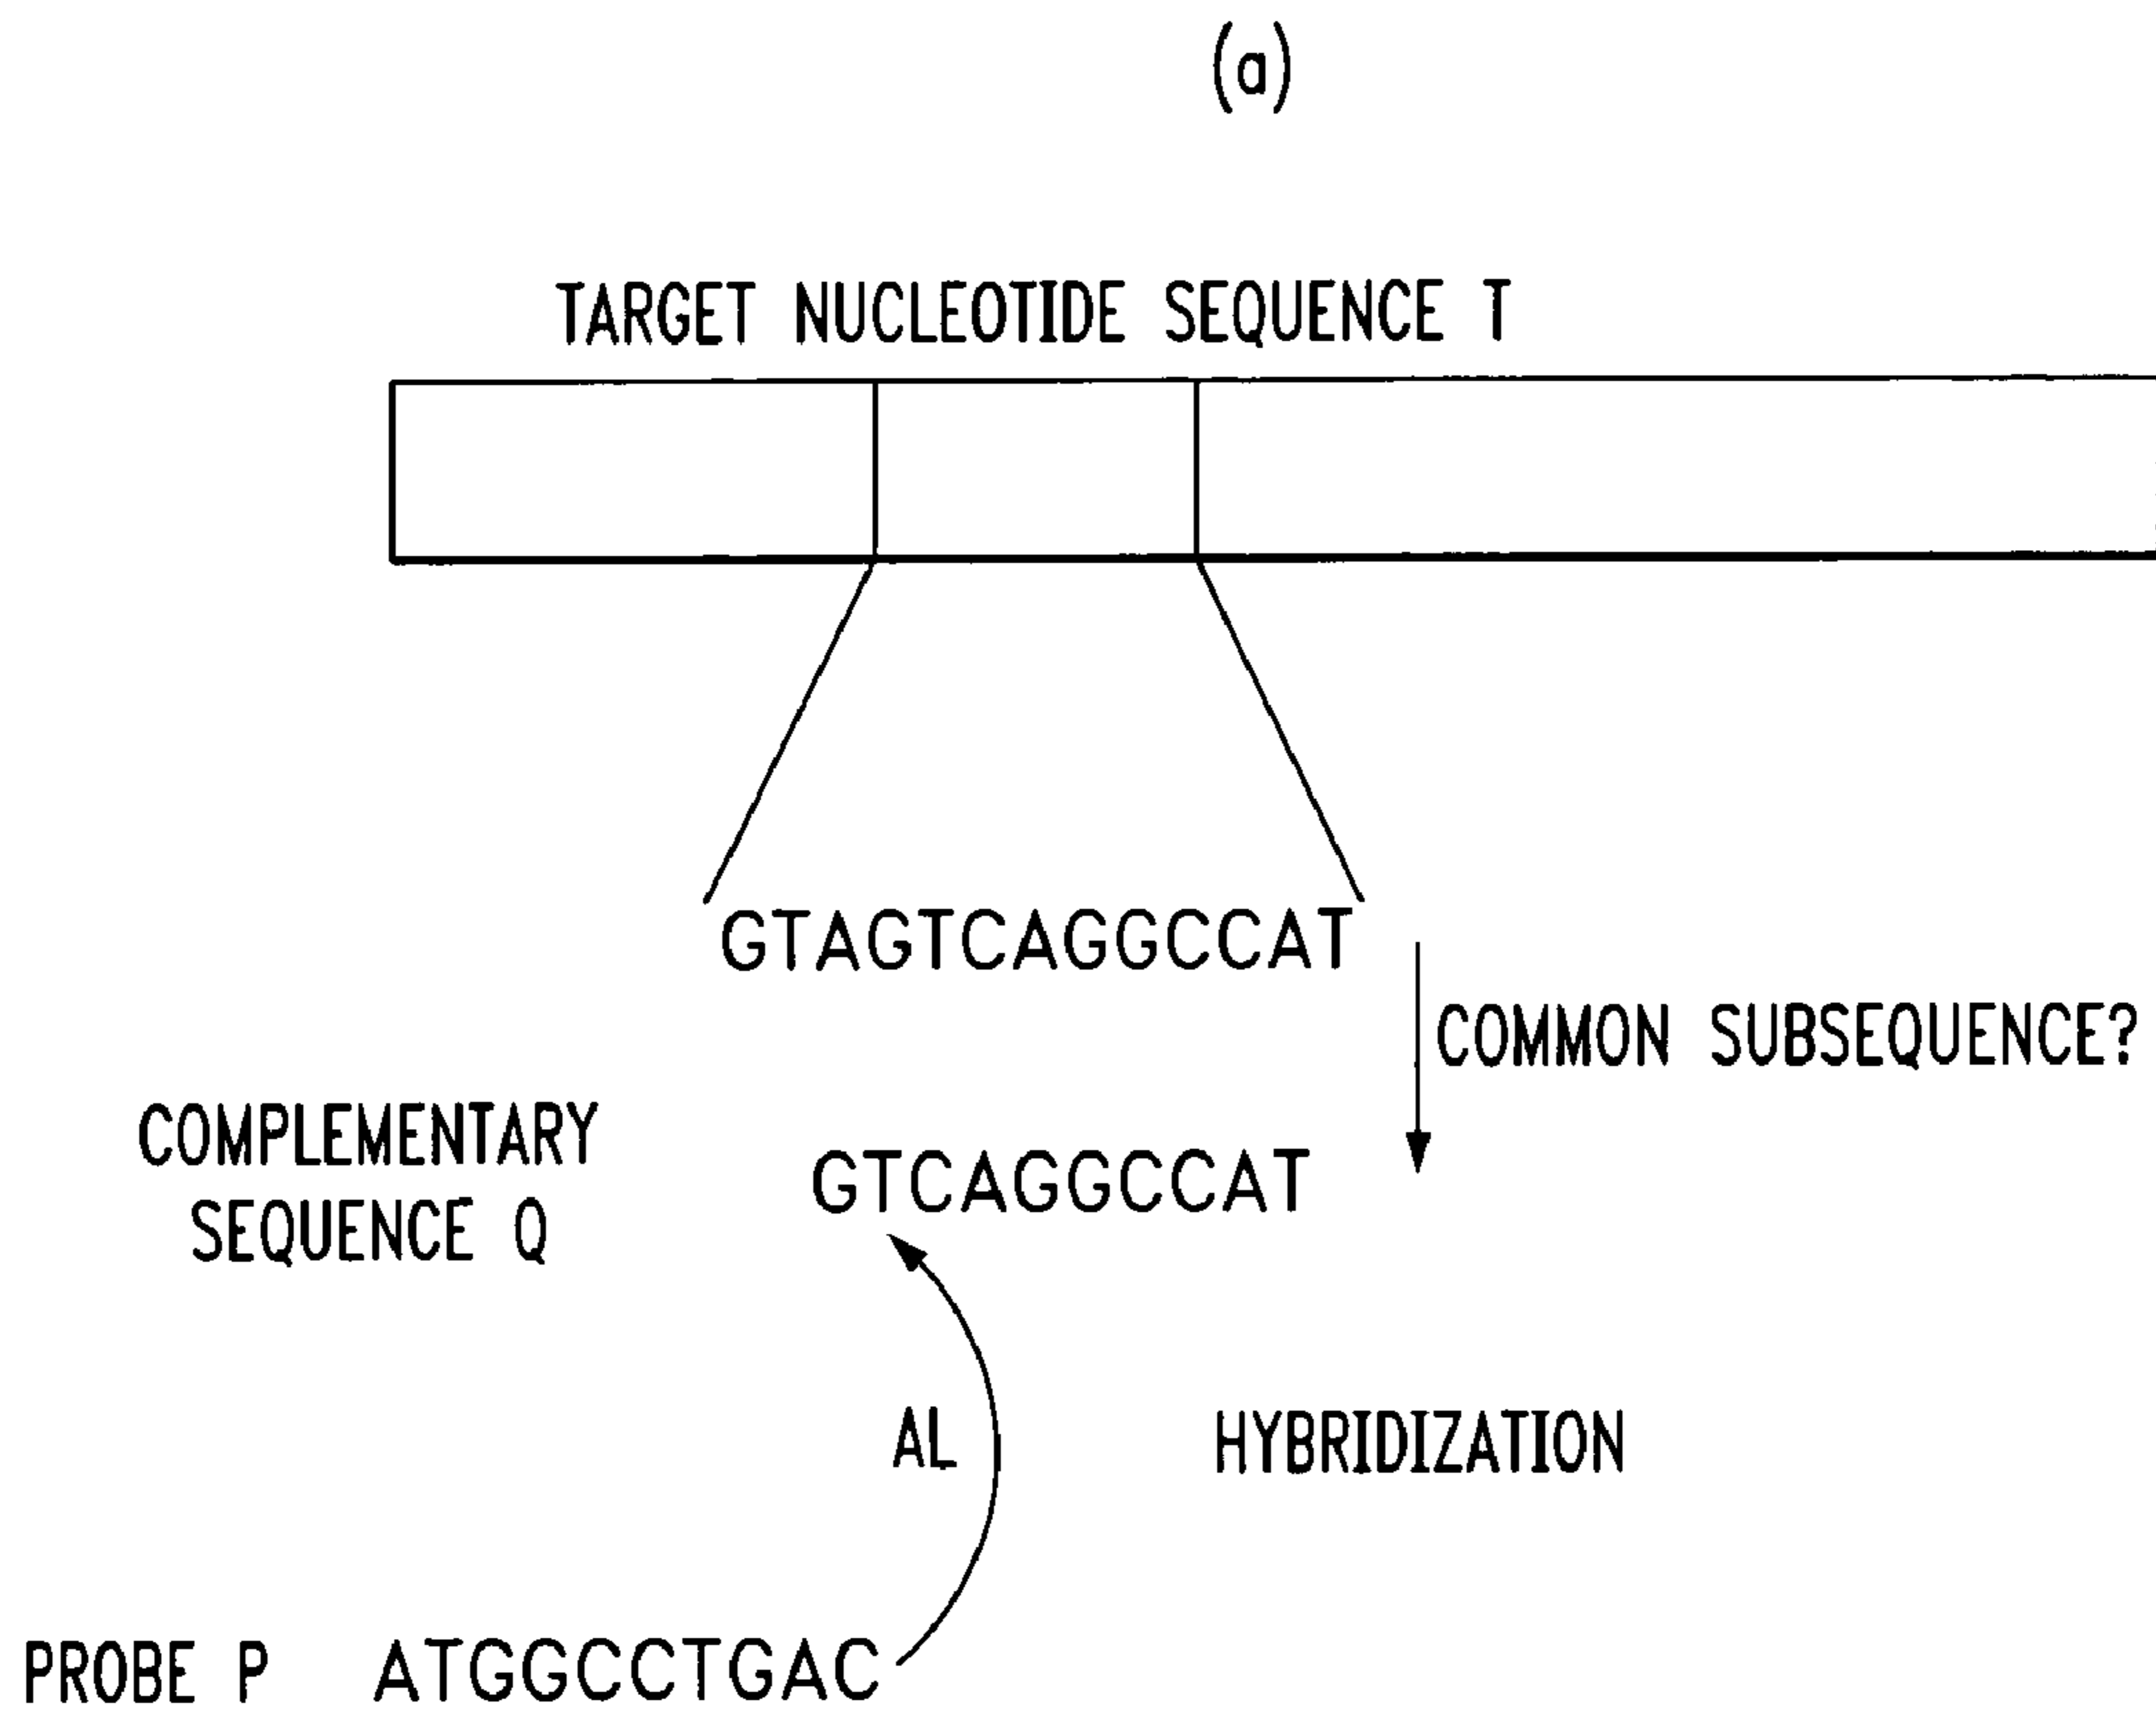 (a)
TARGET NUCLEOTIDE SEQUENCE T
GTAGTCAGGCCAT
COMMON SUBSEQUENCE?
COMPLEMENTARY
SEQUENCE Q
GTCAGGCCAT
AL
HYBRIDIZATION
PROBE P ATGGCCTGAC